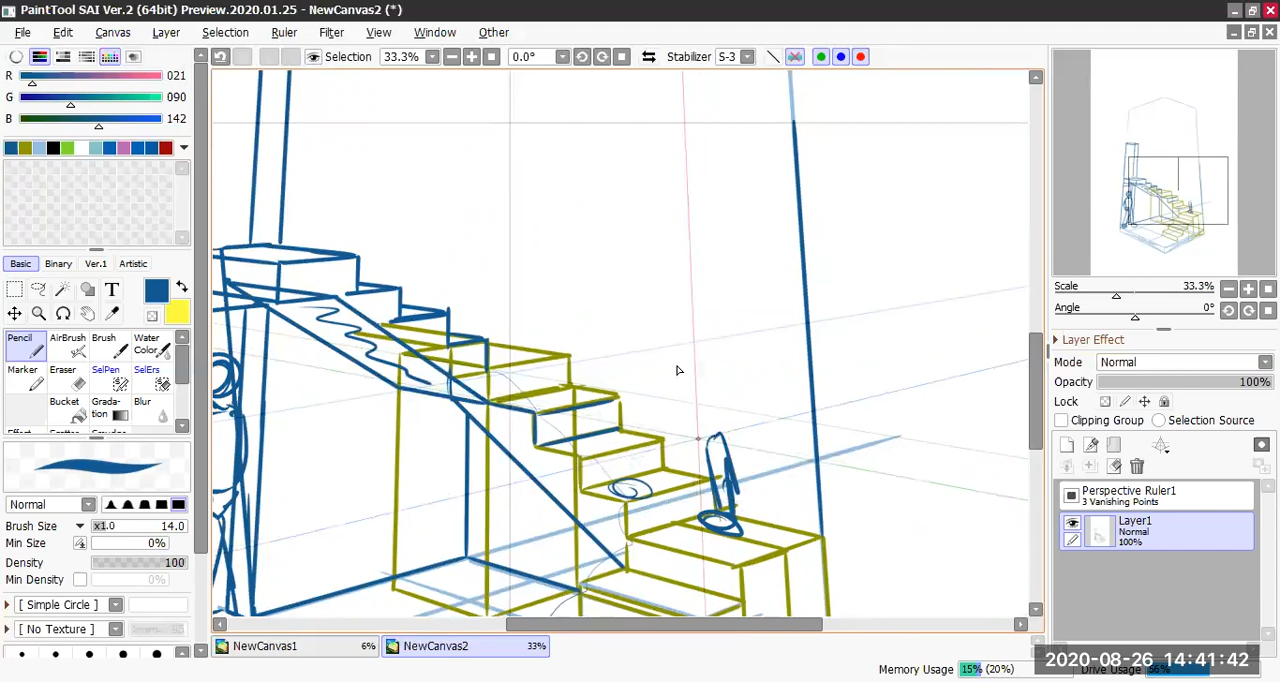 PaintTool SAI Ver.2 (64bit) Preview.2020.01.25 - NewCanvas2 (*)
File Edit Canvas Layer Selection Ruler Filter View Window Other
Selection 33.3% 0.0° Stabilizer S-3
R 021
G 090
B 142
Basic Binary Ver.1 Artistic
T
Pencil AirBrush Brush Water Color
Marker Eraser SelPen SelErs
Bucket Gradation Blur
Normal
Brush Size x1.0 14.0
Min Size 0%
Density 100
Min Density 0%
[ Simple Circle ]
[ No Texture ]
Scale 33.3%
Angle 0°
Layer Effect
Mode Normal
Opacity 100%
Lock
Clipping Group Selection Source
Perspective Ruler1
3 Vanishing Points
Layer1
Normal
100%
NewCanvas1 6% NewCanvas2 33%
Memory Usage 15% (20%) Drive Usage 56%
2020-08-26 14:41:42